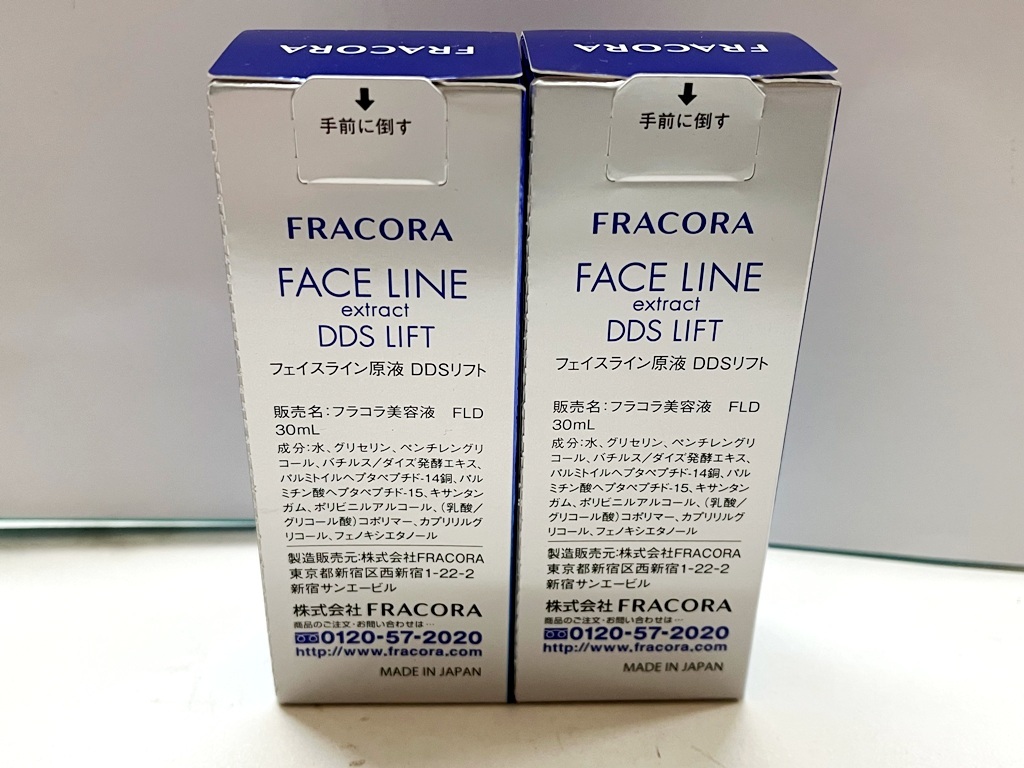 FRACORA
手前に倒す
FRACORA
FACE LINE
extract
DDS LIFT
フェイスライン原液 DDSリフト
販売名:フラコラ美容液 FLD
30mL
成分:水、グリセリン、ペンチレングリ
コール、バチルス/ダイズ発酵エキス、
パルミトイルヘプタペプチド-14銅、パル
ミチン酸ヘプタペプチド-15、キサンタン
ガム、ポリビニルアルコール、(乳酸/
グリコール酸)コポリマー、カプリリルグ
リコール、フェノキシエタノール
製造販売元:株式会社FRACORA
東京都新宿区西新宿1-22-2
新宿サンエービル
株式会社FRACORA
商品のご注文・お問い合わせは…
0120-57-2020
http://www.fracora.com
MADE IN JAPAN
FRACORA
手前に倒す
FRACORA
FACE LINE
extract
DDS LIFT
フェイスライン原液 DDSリフト
販売名:フラコラ美容液 FLD
30mL
成分:水、グリセリン、ペンチレングリ
コール、バチルス/ダイズ発酵エキス、
パルミトイルヘプタペプチド-14銅、パル
ミチン酸ヘプタペプチド-15、キサンタン
ガム、ポリビニルアルコール、(乳酸/
グリコール酸)コポリマー、カプリリルグ
リコール、フェノキシエタノール
製造販売元:株式会社FRACORA
東京都新宿区西新宿1-22-2
新宿サンエービル
株式会社FRACORA
商品のご注文・お問い合わせは…
0120-57-2020
http://www.fracora.com
MADE IN JAPAN